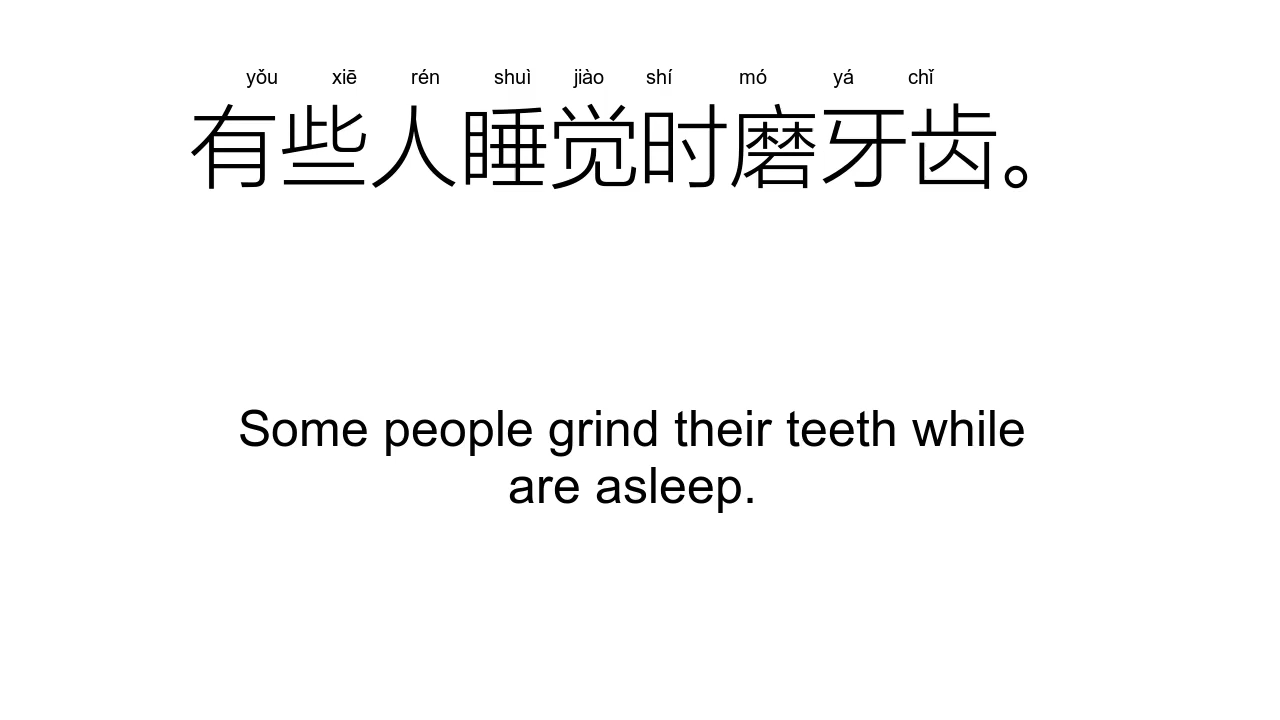 yǒu xiē rén shuì jiào shí mó yá chǐ
有些人睡觉时磨牙齿。
Some people grind their teeth while
are asleep.